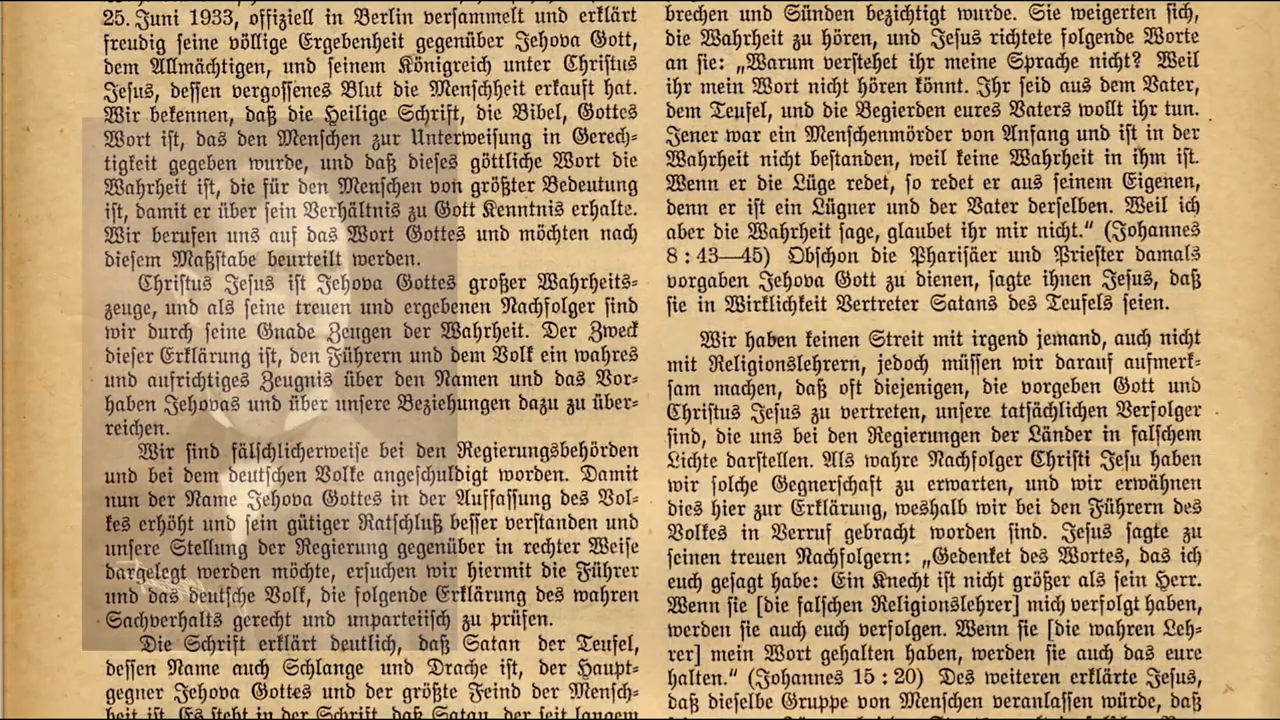 25. Juni 1933, offiziell in Berlin versammelt und erklärt
freudig seine völlige Ergebenheit gegenüber Jehova Gott,
dem Allmächtigen, und seinem Königreich unter Christus
Jesus, dessen vergossenes Blut die Menschheit erkauft hat.
Wir bekennen, daß die Heilige Schrift, die Bibel, Gottes
Wort ist, das den Menschen zur Unterweisung in Gerech-
tigkeit gegeben wurde, und daß dieses göttliche Wort die
Wahrheit ist, die für den Menschen von größter Bedeutung
ist, damit er über sein Verhältnis zu Gott Kenntnis erhalte.
Wir berufen uns auf das Wort Gottes und möchten nach
diesem Maßstabe beurteilt werden.
Christus Jesus ist Jehova Gottes großer Wahrheits-
zeuge, und als seine treuen und ergebenen Nachfolger sind
wir durch seine Gnade Zeugen der Wahrheit. Der Zweck
dieser Erklärung ist, den Führern und dem Volk ein wahres
und aufrichtiges Zeugnis über den Namen und das Vor-
haben Jehovas und über unsere Beziehungen dazu zu über-
reichen.
Wir sind fälschlicherweise bei den Regierungsbehörden
und bei dem deutschen Volke angeschuldigt worden. Damit
nun der Name Jehova Gottes in der Auffassung des Vol-
kes erhöht und sein gütiger Ratschluß besser verstanden und
unsere Stellung der Regierung gegenüber in rechter Weise
dargelegt werden möchte, ersuchen wir hiermit die Führer
und das deutsche Volk, die folgende Erklärung des wahren
Sachverhalts gerecht und unparteiisch zu prüfen.
Die Schrift erklärt deutlich, daß Satan der Teufel,
dessen Name auch Schlange und Drache ist, der Haupt-
gegner Jehova Gottes und der größte Feind der Mensch-
heit ist. Es steht in der Schrift, daß Satan, der seit langem
brechen und Sünden bezichtigt wurde. Sie weigerten sich,
die Wahrheit zu hören, und Jesus richtete folgende Worte
an sie: „Warum verstehet ihr meine Sprache nicht? Weil
ihr mein Wort nicht hören könnt. Ihr seid aus dem Vater,
dem Teufel, und die Begierden eures Vaters wollt ihr tun.
Jener war ein Menschenmörder von Anfang und ist in der
Wahrheit nicht bestanden, weil keine Wahrheit in ihm ist.
Wenn er die Lüge redet, so redet er aus seinem Eigenen,
denn er ist ein Lügner und der Vater derselben. Weil ich
aber die Wahrheit sage, glaubet ihr mir nicht.“ (Johannes
8 : 43—45) Obschon die Pharisäer und Priester damals
vorgaben Jehova Gott zu dienen, sagte ihnen Jesus, daß
sie in Wirklichkeit Vertreter Satans des Teufels seien.
Wir haben keinen Streit mit irgend jemand, auch nicht
mit Religionslehrern, jedoch müssen wir darauf aufmerk-
sam machen, daß oft diejenigen, die vorgeben Gott und
Christus Jesus zu vertreten, unsere tatsächlichen Verfolger
sind, die uns bei den Regierungen der Länder in falschem
Lichte darstellen. Als wahre Nachfolger Christi Jesu haben
wir solche Gegnerschaft zu erwarten, und wir erwähnen
dies hier zur Erklärung, weshalb wir bei den Führern des
Volkes in Verruf gebracht worden sind. Jesus sagte zu
seinen treuen Nachfolgern: „Gedenket des Wortes, das ich
euch gesagt habe: Ein Knecht ist nicht größer als sein Herr.
Wenn sie [die falschen Religionslehrer] mich verfolgt haben,
werden sie auch euch verfolgen. Wenn sie [die wahren Leh-
rer] mein Wort gehalten haben, werden sie auch das eure
halten.“ (Johannes 15 : 20) Des weiteren erklärte Jesus,
daß dieselbe Gruppe von Menschen veranlassen würde, daß